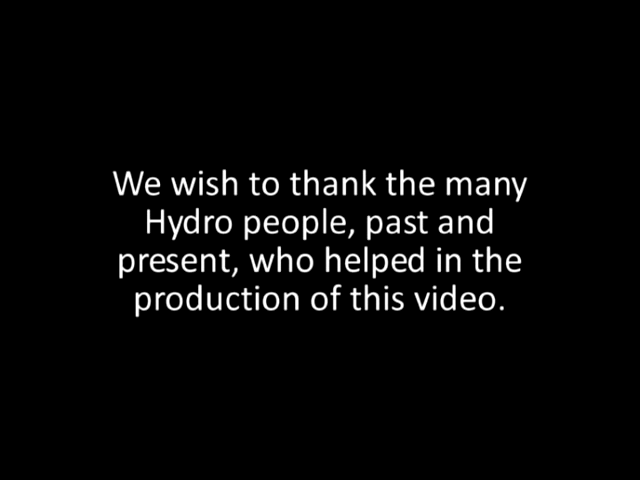 We wish to thank the many
Hydro people, past and
present, who helped in the
production of this video.